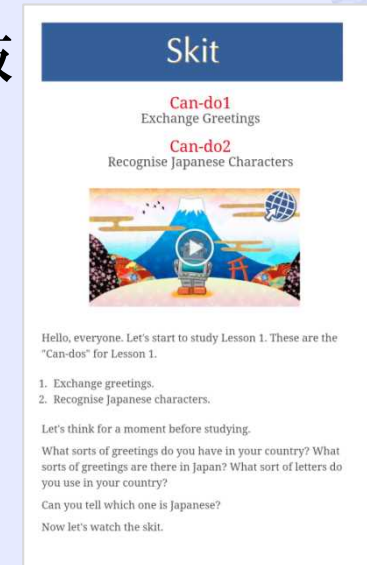 Skit
Can-do1
Exchange Greetings
Can-do2
Recognise Japanese Characters
Hello, everyone. Let's start to study Lesson 1. These are the
"Can-dos" for Lesson 1.
1. Exchange greetings.
2. Recognise Japanese characters.
Let's think for a moment before studying.
What sorts of greetings do you have in your country? What
sorts of greetings are there in Japan? What sort of letters do
you use in your country?
Can you tell which one is Japanese?
Now let's watch the skit.